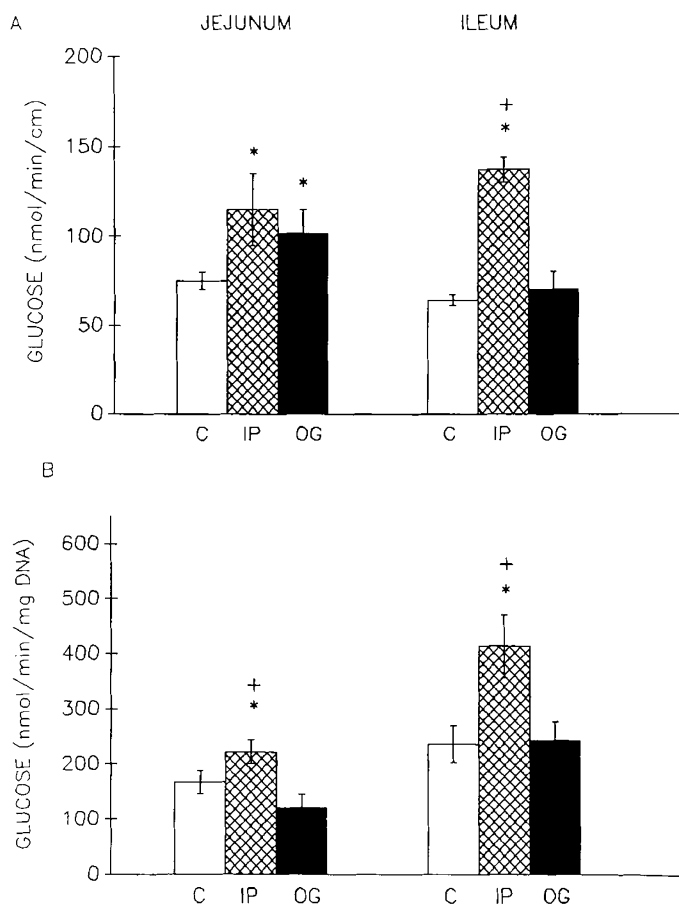 A JEJUNUM ILEUM
GLUCOSE (nmol/min/cm)
200
150
100
50
0
* * + *
C IP OG C IP OG
B
GLUCOSE (nmol/min/mg DNA)
600
500
400
300
200
100
0
+ * + *
C IP OG C IP OG